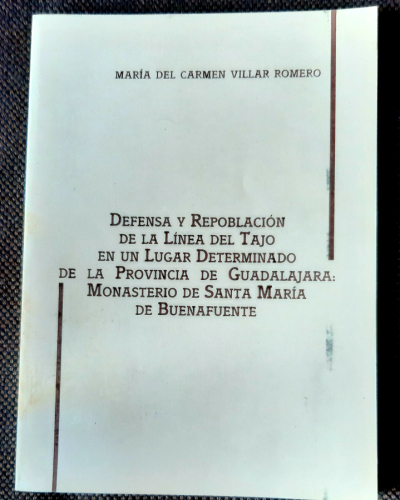 MARÍA DEL CARMEN VILLAR ROMERO
DEFENSA Y REPOBLACIÓN
DE LA LÍNEA DEL TAJO
EN UN LUGAR DETERMINADO
DE LA PROVINCIA DE GUADALAJARA:
MONASTERIO DE SANTA MARÍA
DE BUENAFUENTE